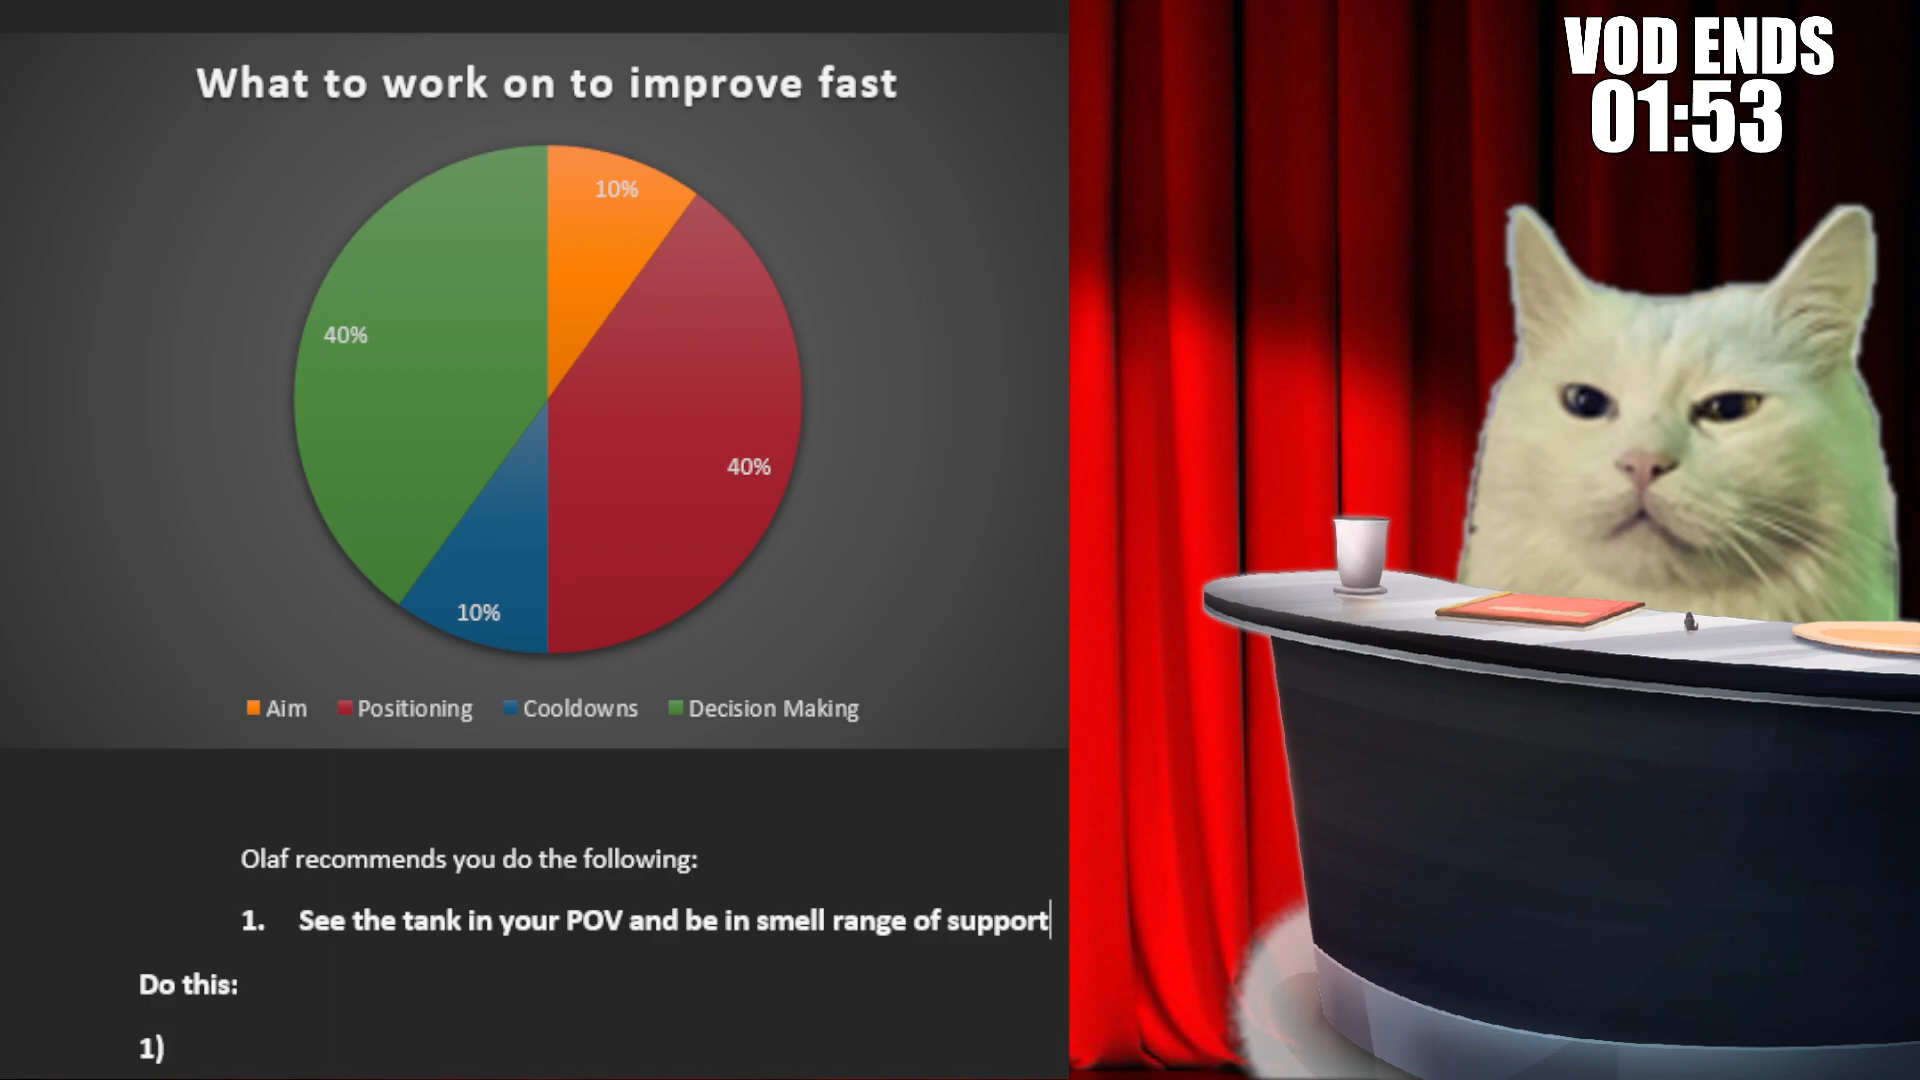 What to work on to improve fast
10%
40%
40%
10%
Aim Positioning Cooldowns Decision Making
Olaf recommends you do the following:
1. See the tank in your POV and be in smell range of support
Do this:
1)
VOD ENDS
01:53